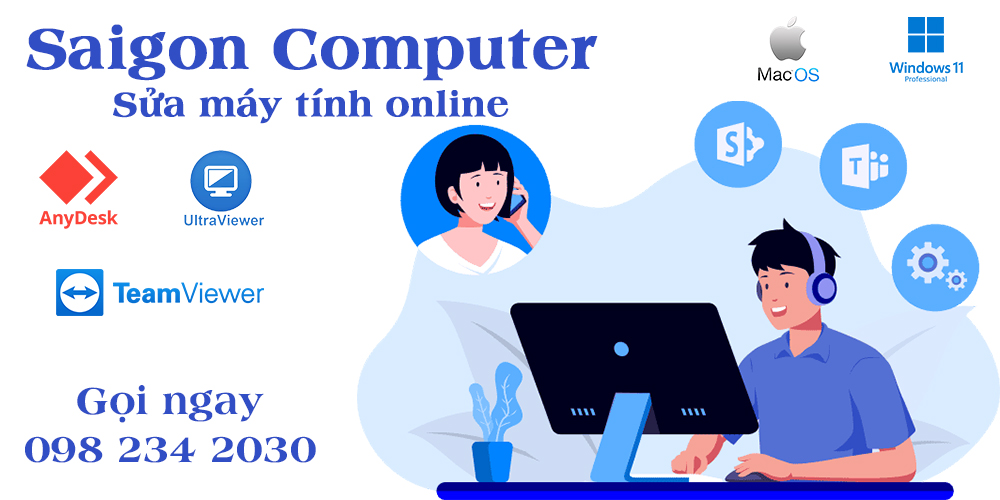 Saigon Computer
Sửa máy tính online
MacOS
Windows 11
Professional
AnyDesk
UltraViewer
TeamViewer
S
T
Gọi ngay
098 234 2030